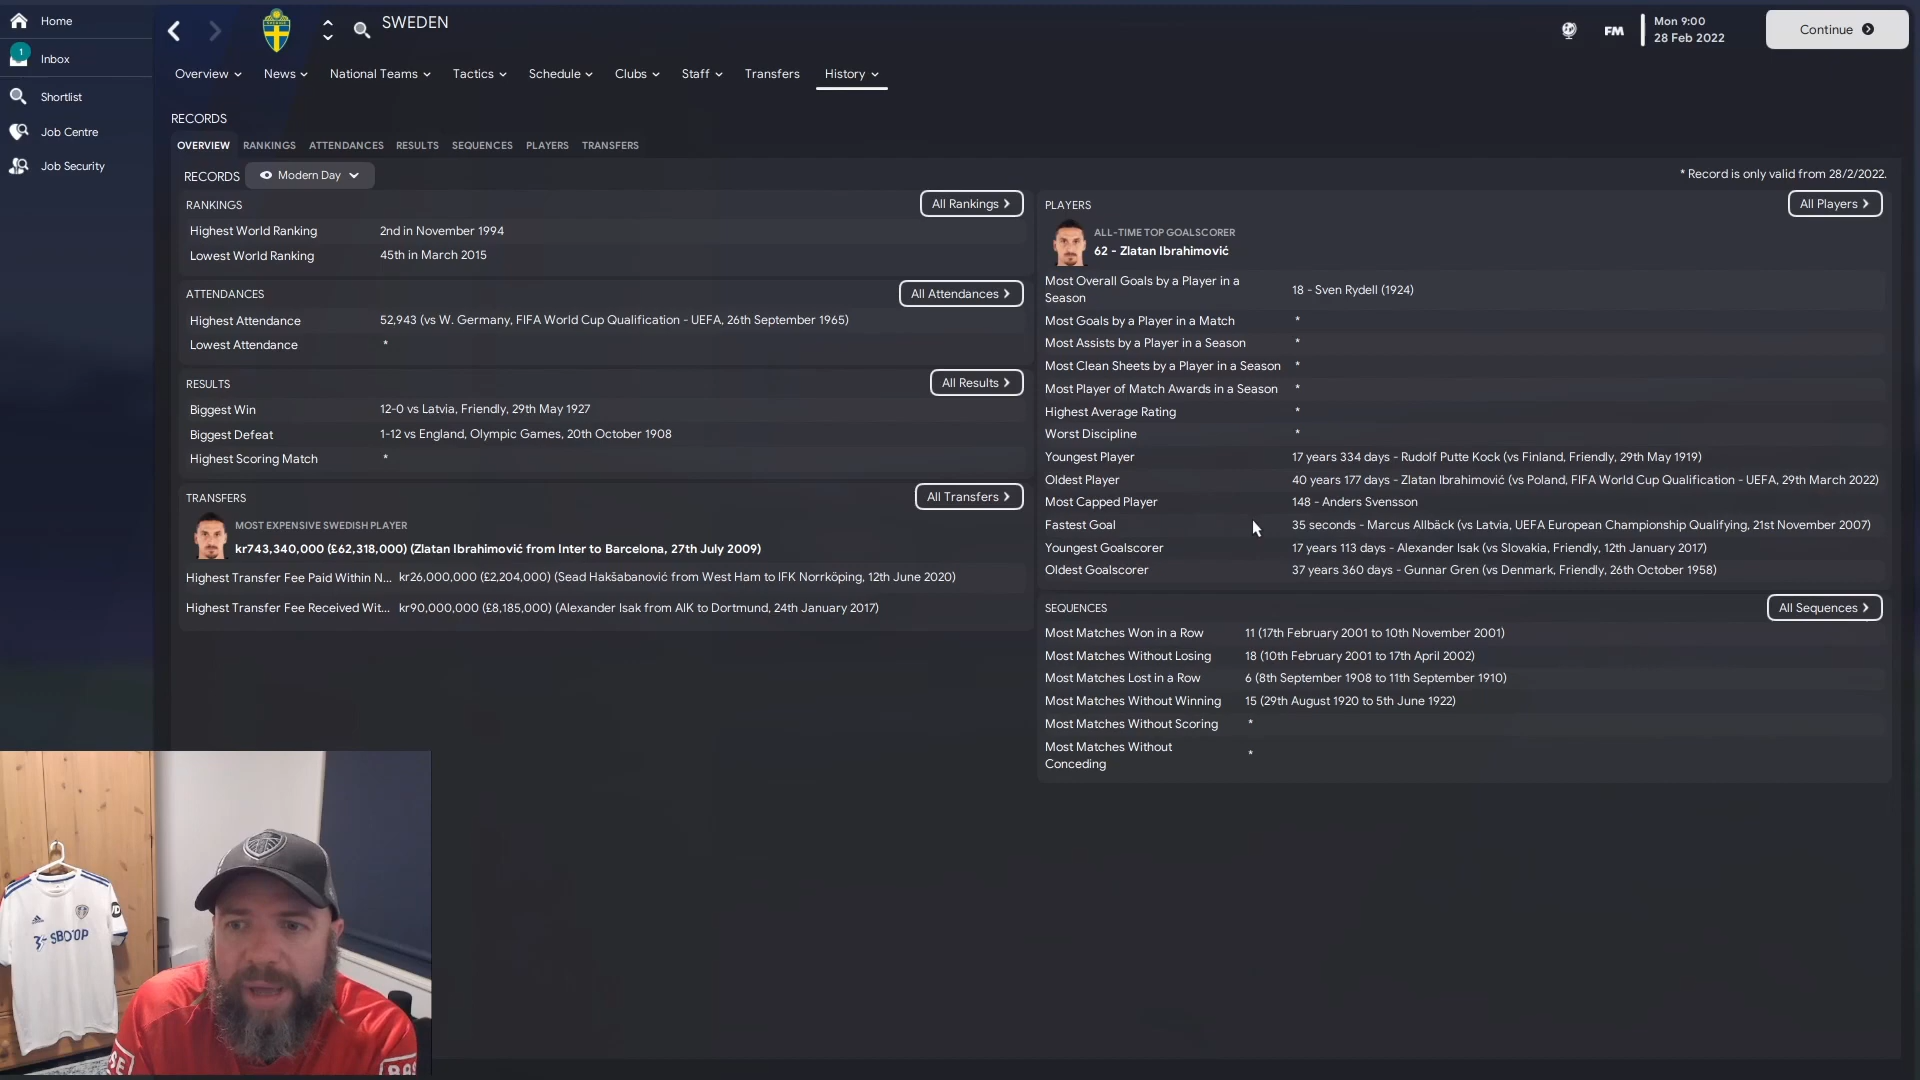 Home
1
Inbox
Shortlist
Job Centre
Job Security
SWEDEN
FM
Mon 9:00
28 Feb 2022
Continue
Overview
News
National Teams
Tactics
Schedule
Clubs
Staff
Transfers
History
RECORDS
OVERVIEW
RANKINGS
ATTENDANCES
RESULTS
SEQUENCES
PLAYERS
TRANSFERS
RECORDS
Modern Day
* Record is only valid from 28/2/2022.
RANKINGS
All Rankings
Highest World Ranking 2nd in November 1994
Lowest World Ranking 45th in March 2015
ATTENDANCES
All Attendances
Highest Attendance 52,943 (vs W. Germany, FIFA World Cup Qualification - UEFA, 26th September 1965)
Lowest Attendance *
RESULTS
All Results
Biggest Win 12-0 vs Latvia, Friendly, 29th May 1927
Biggest Defeat 1-12 vs England, Olympic Games, 20th October 1908
Highest Scoring Match *
TRANSFERS
All Transfers
MOST EXPENSIVE SWEDISH PLAYER
kr743,340,000 (£62,318,000) (Zlatan Ibrahimović from Inter to Barcelona, 27th July 2009)
Highest Transfer Fee Paid Within N... kr26,000,000 (£2,204,000) (Sead Hakšabanović from West Ham to IFK Norrköping, 12th June 2020)
Highest Transfer Fee Received Wit... kr90,000,000 (£8,185,000) (Alexander Isak from AIK to Dortmund, 24th January 2017)
PLAYERS
All Players
ALL-TIME TOP GOALSCORER
62 - Zlatan Ibrahimović
Most Overall Goals by a Player in a
Season 18 - Sven Rydell (1924)
Most Goals by a Player in a Match *
Most Assists by a Player in a Season *
Most Clean Sheets by a Player in a Season *
Most Player of Match Awards in a Season *
Highest Average Rating *
Worst Discipline *
Youngest Player 17 years 334 days - Rudolf Putte Kock (vs Finland, Friendly, 29th May 1919)
Oldest Player 40 years 177 days - Zlatan Ibrahimović (vs Poland, FIFA World Cup Qualification - UEFA, 29th March 2022)
Most Capped Player 148 - Anders Svensson
Fastest Goal 35 seconds - Marcus Allbäck (vs Latvia, UEFA European Championship Qualifying, 21st November 2007)
Youngest Goalscorer 17 years 113 days - Alexander Isak (vs Slovakia, Friendly, 12th January 2017)
Oldest Goalscorer 37 years 360 days - Gunnar Gren (vs Denmark, Friendly, 26th October 1958)
SEQUENCES
All Sequences
Most Matches Won in a Row 11 (17th February 2001 to 10th November 2001)
Most Matches Without Losing 18 (10th February 2001 to 17th April 2002)
Most Matches Lost in a Row 6 (8th September 1908 to 11th September 1910)
Most Matches Without Winning 15 (29th August 1920 to 5th June 1922)
Most Matches Without Scoring *
Most Matches Without
Conceding *
SBOTOP